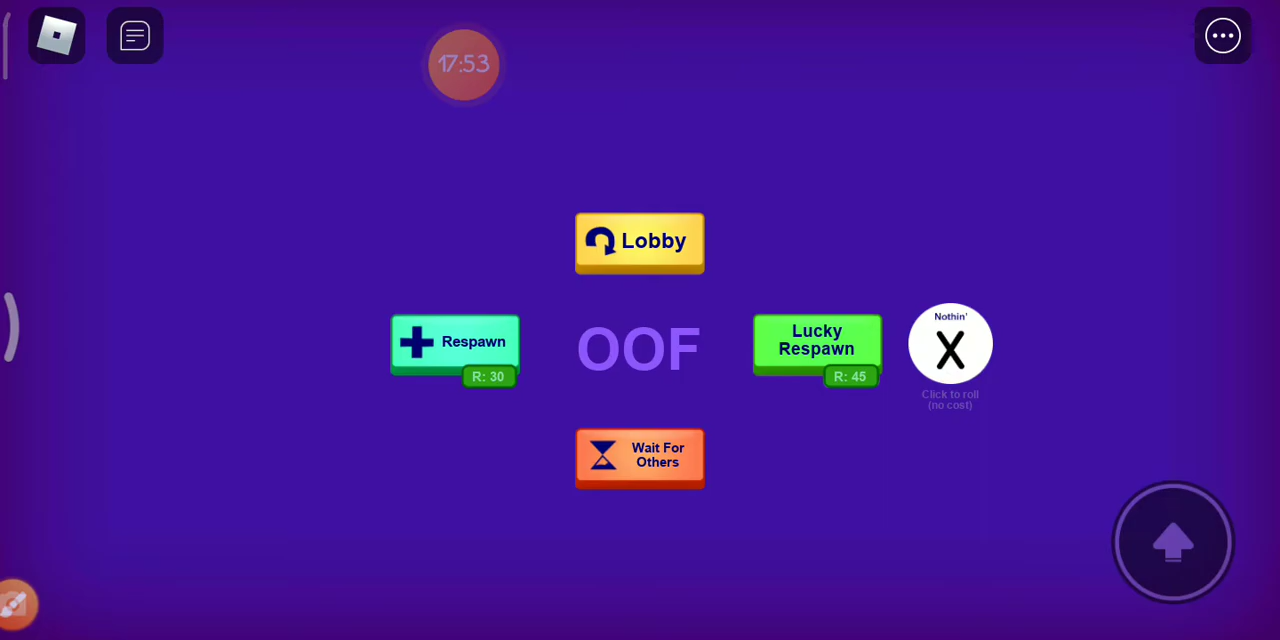 17:53
Lobby
Respawn
R: 30
OOF
Lucky
Respawn
R: 45
Nothin'
X
Click to roll
(no cost)
Wait For
Others